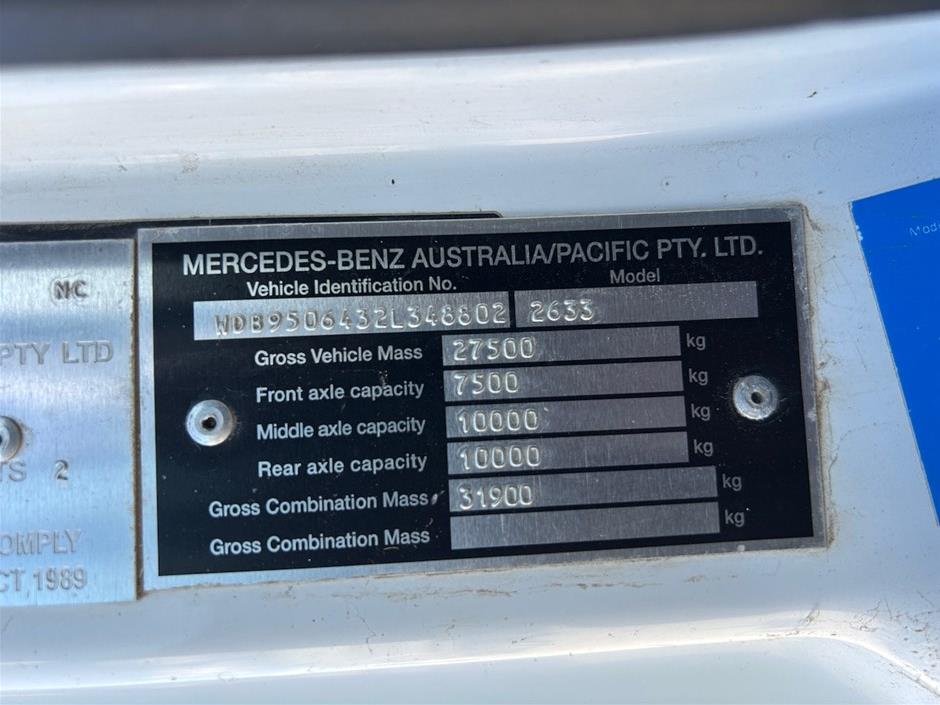 NC
PTY LTD
TS 2
OMPLY
CT 1989
MERCEDES-BENZ AUSTRALIA/PACIFIC PTY. LTD.
Vehicle Identification No. Model
WDB9506432L348802 2633
Gross Vehicle Mass 27500 kg
Front axle capacity 7500 kg
Middle axle capacity 10000 kg
Rear axle capacity 10000 kg
Gross Combination Mass 31900 kg
Gross Combination Mass kg